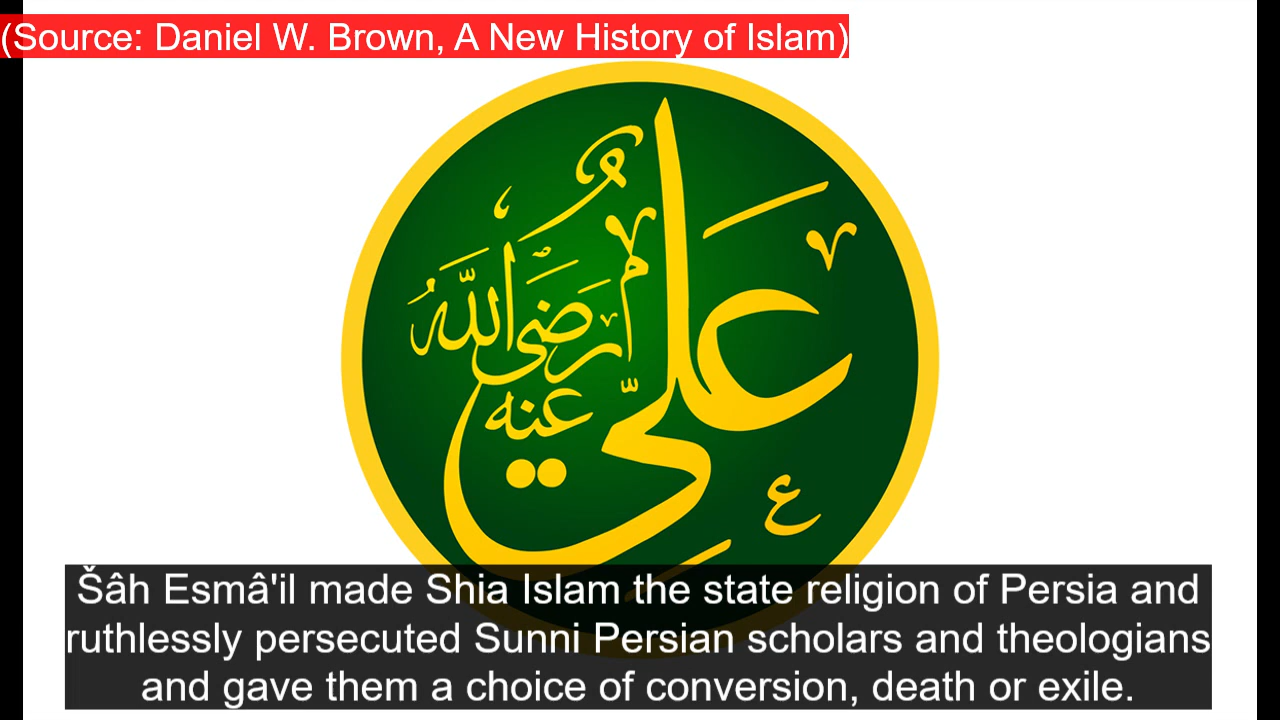 (Source: Daniel W. Brown, A New History of Islam)
عليّ
رضي الله
عنه
Šâh Esmâ'il made Shia Islam the state religion of Persia and
ruthlessly persecuted Sunni Persian scholars and theologians
and gave them a choice of conversion, death or exile.